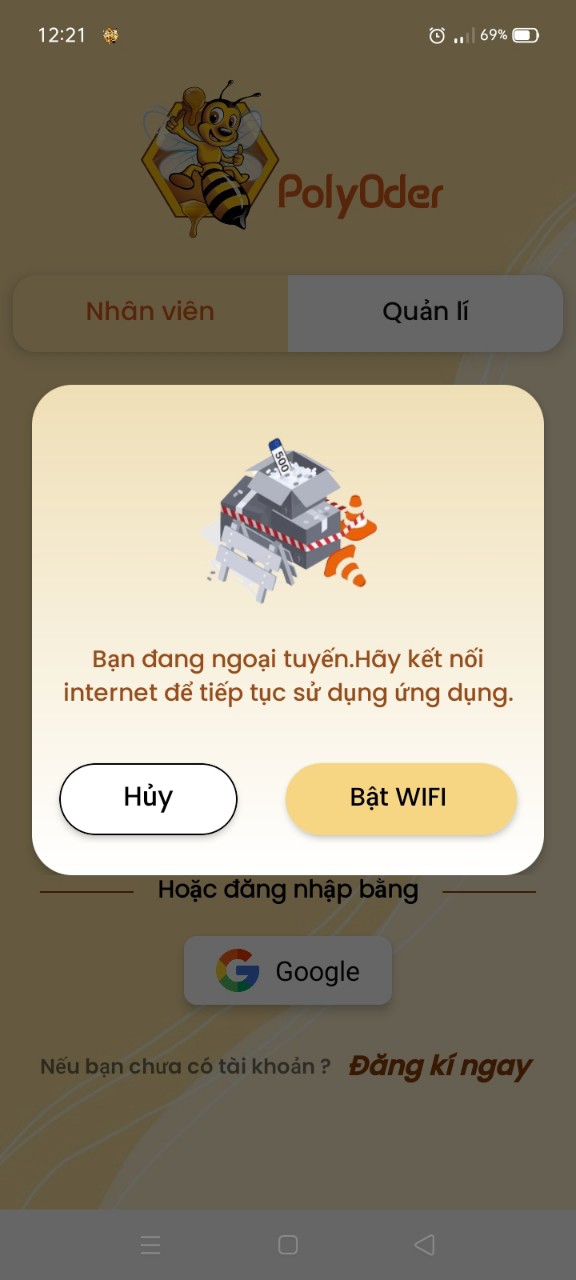 12:21
69%
PolyOder
Nhân viên
Quản lí
500
Bạn đang ngoại tuyến.Hãy kết nối
internet để tiếp tục sử dụng ứng dụng.
Hủy
Bật WIFI
Hoặc đăng nhập bằng
Google
Nếu bạn chưa có tài khoản ?
Đăng kí ngay